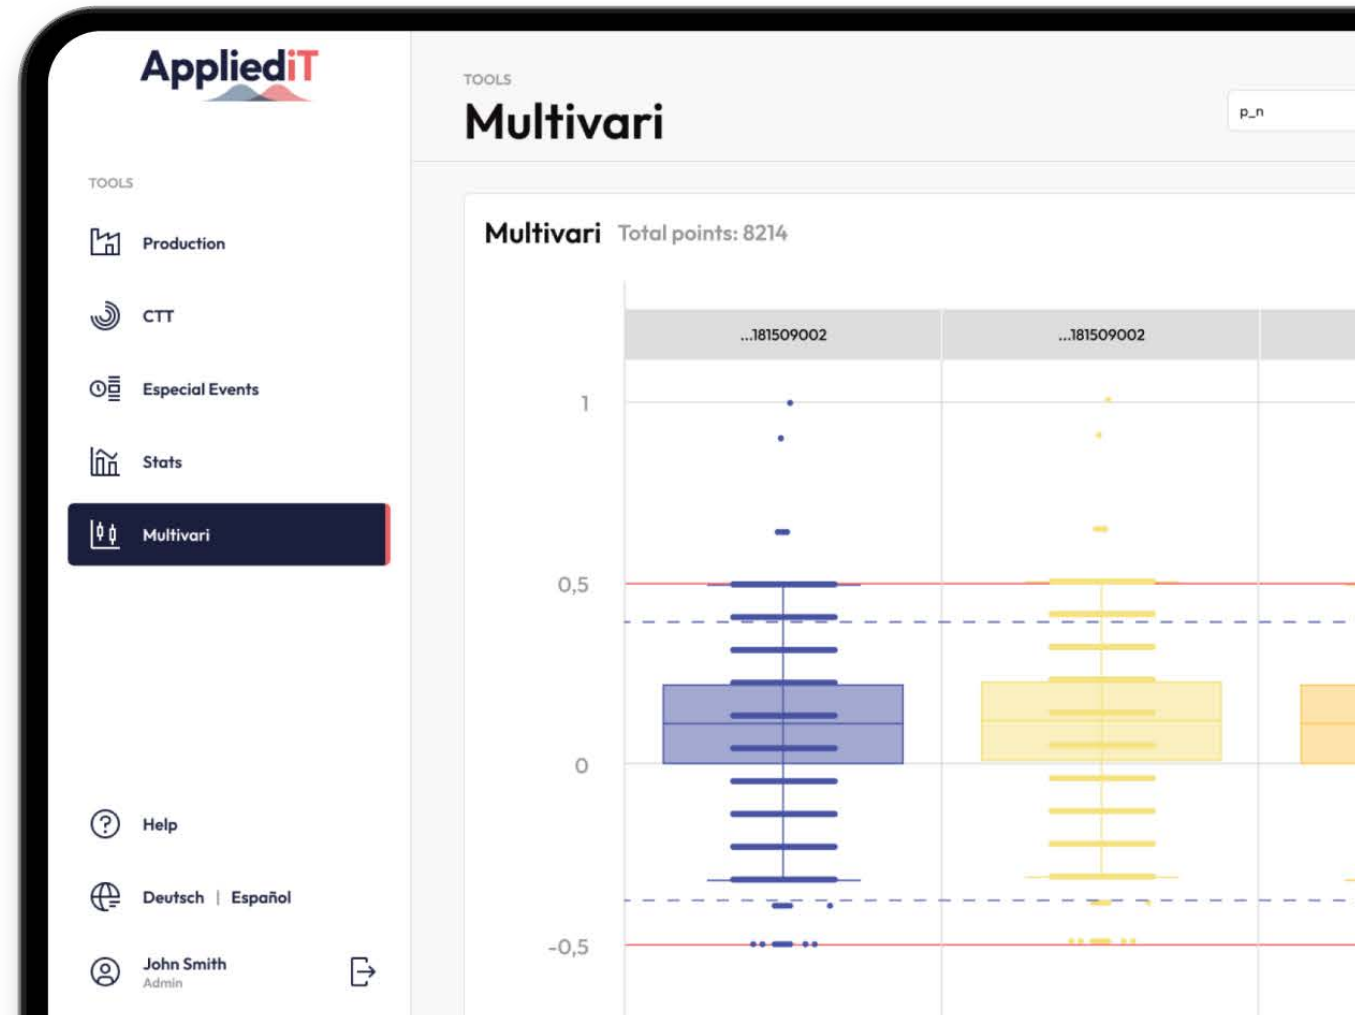 AppliediT
TOOLS
Production
CTT
Especial Events
Stats
Multivari
Help
Deutsch | Español
John Smith
Admin
TOOLS
Multivari
p_n
Multivari Total points: 8214
...181509002 ...181509002
1
0,5
0
-0,5